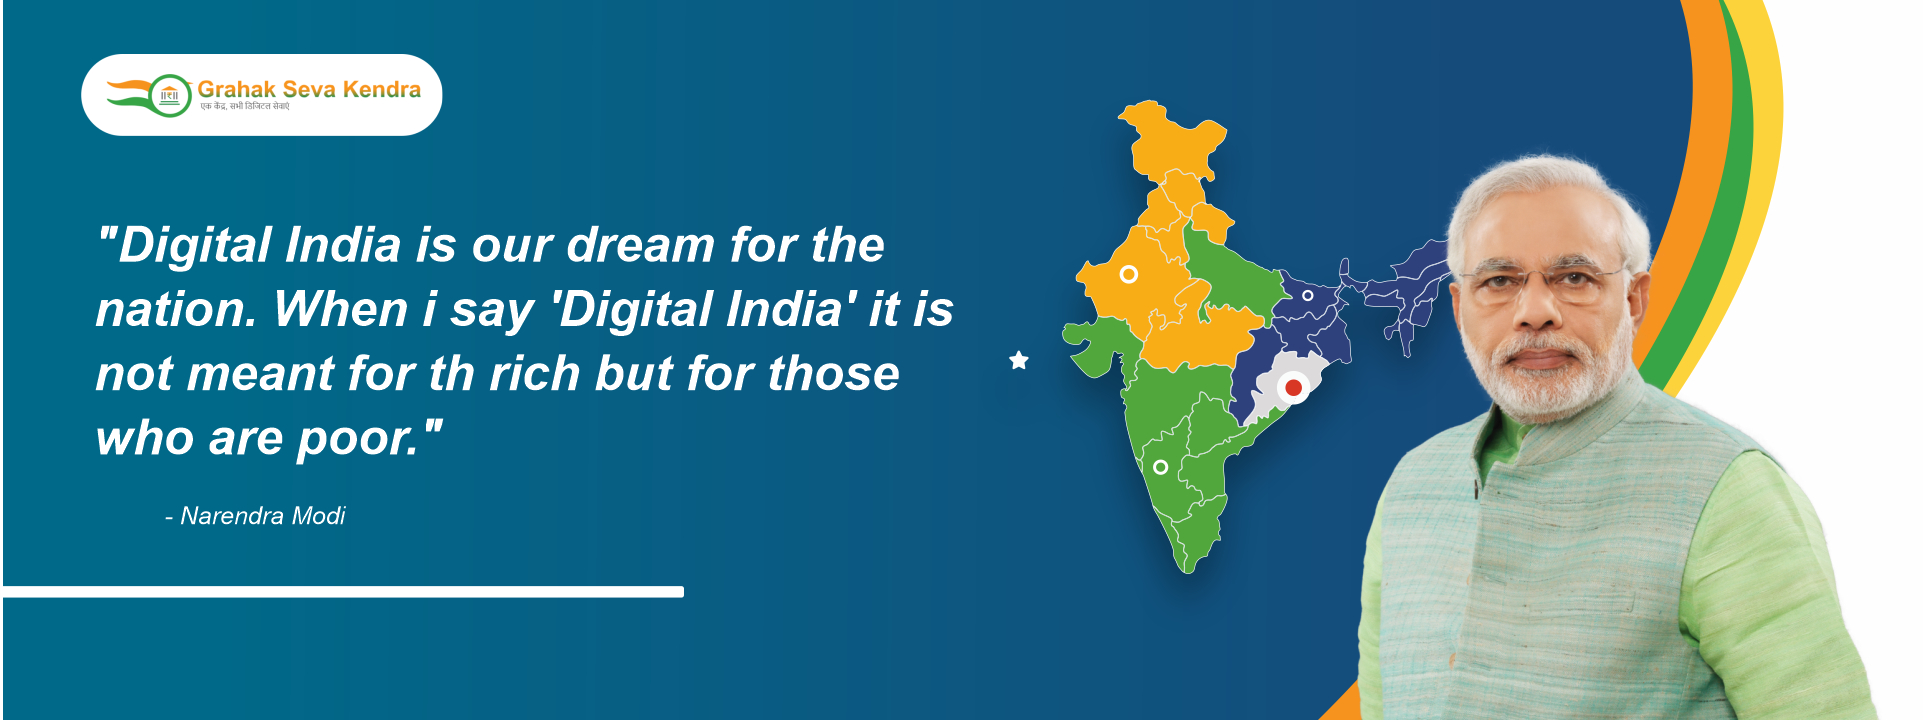 Grahak Seva Kendra
एक केंद्र, सभी डिजिटल सेवाएं
"Digital India is our dream for the
nation. When i say 'Digital India' it is
not meant for th rich but for those
who are poor."
- Narendra Modi